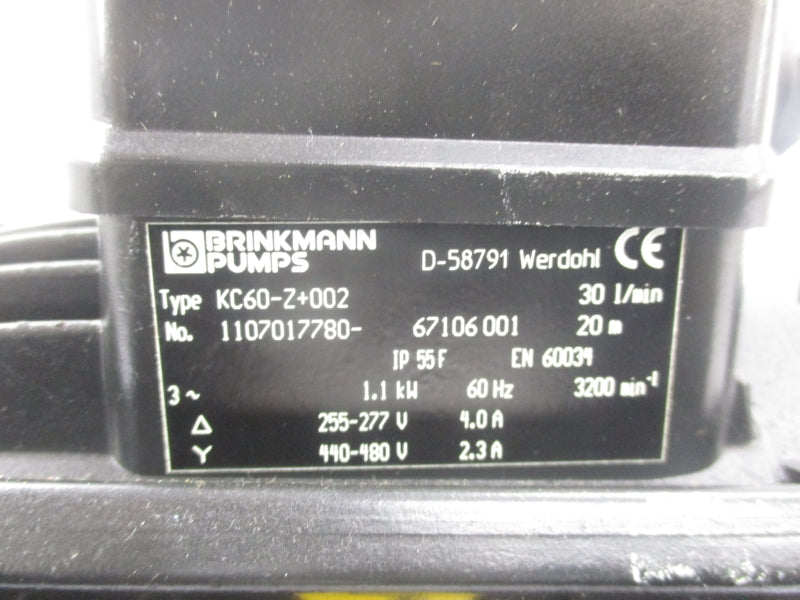 BRINKMANN
PUMPS
D-58791 Werdohl CE
Type KC60-Z+002 30 l/min
No. 1107017780- 67106 001 20 m
IP 55 F EN 60034
3 ~ 1.1 kW 60 Hz 3200 min⁻¹
Δ 255-277 V 4.0 A
Y 440-480 V 2.3 A